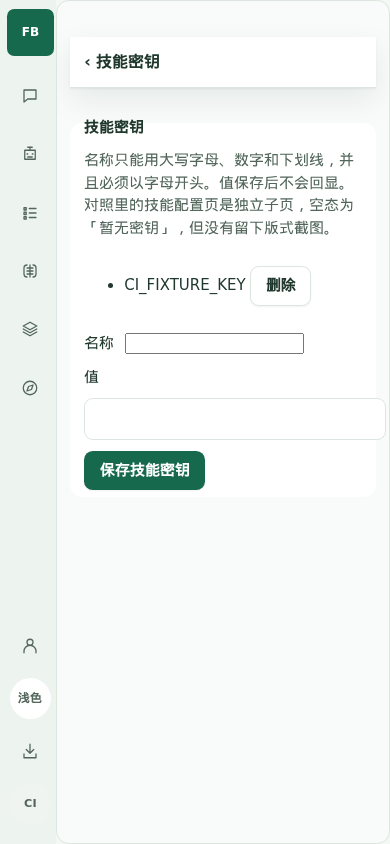 FB
‹ 技能密钥
技能密钥
名称只能用大写字母、数字和下划线，并
且必须以字母开头。值保存后不会回显。
对照里的技能配置页是独立子页，空态为
「暂无密钥」，但没有留下版式截图。
• CI_FIXTURE_KEY 删除
名称
值
保存技能密钥
浅色
CI